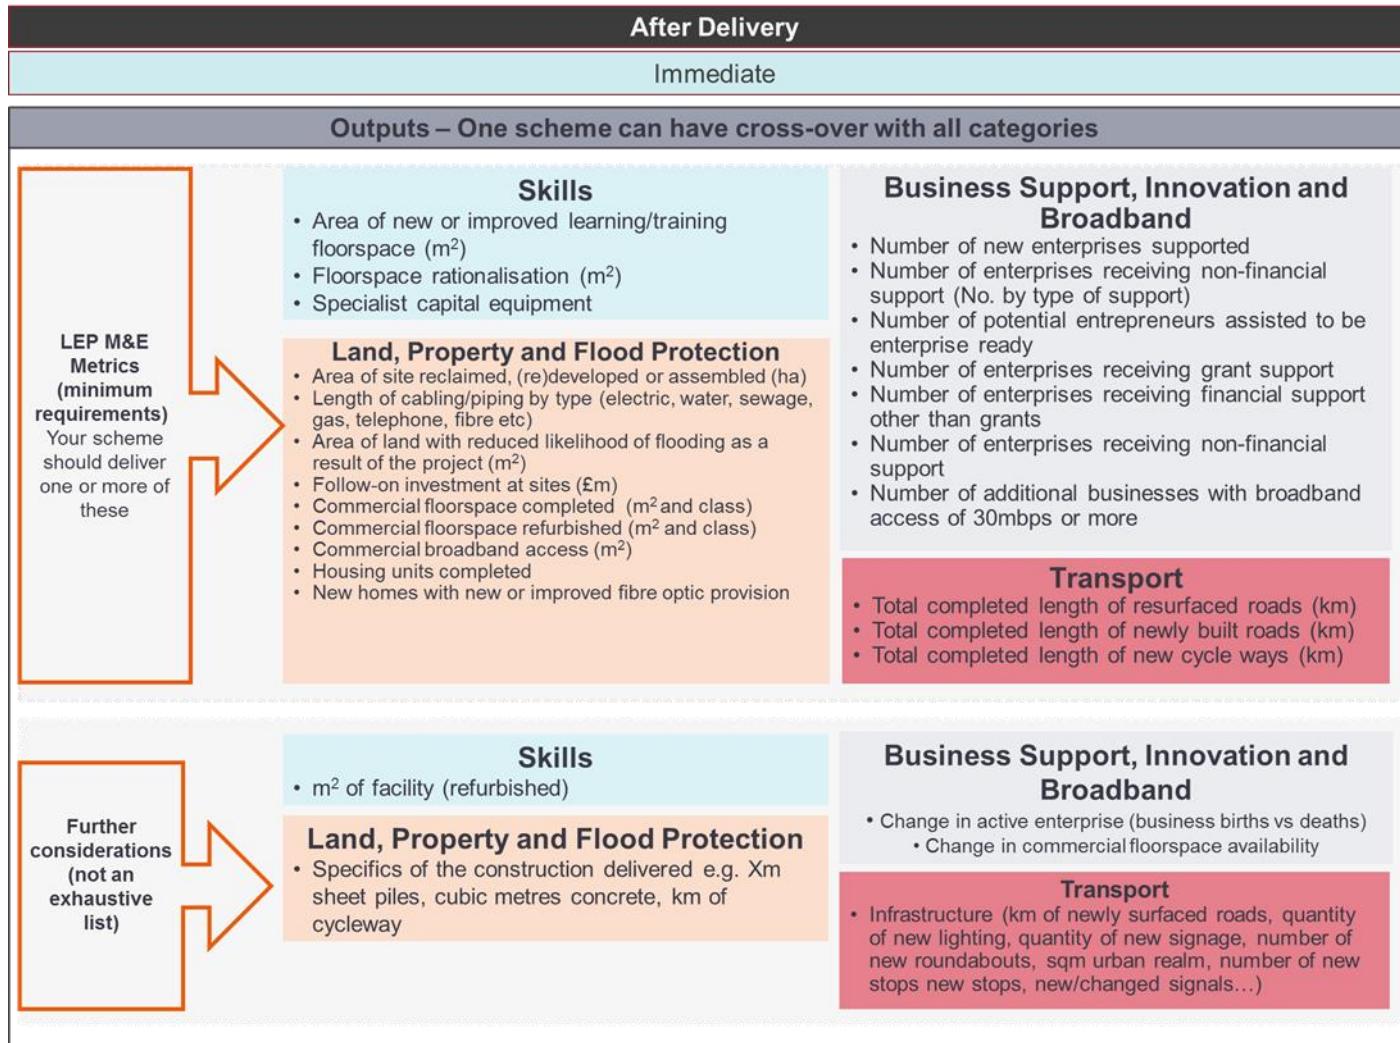 After Delivery
Immediate
Outputs – One scheme can have cross-over with all categories
LEP M&E
Metrics
(minimum
requirements)
Your scheme
should deliver
one or more of
these
Skills
• Area of new or improved learning/training
floorspace (m²)
• Floorspace rationalisation (m²)
• Specialist capital equipment
Land, Property and Flood Protection
• Area of site reclaimed, (re)developed or assembled (ha)
• Length of cabling/piping by type (electric, water, sewage,
gas, telephone, fibre etc)
• Area of land with reduced likelihood of flooding as a
result of the project (m²)
• Follow-on investment at sites (£m)
• Commercial floorspace completed (m² and class)
• Commercial floorspace refurbished (m² and class)
• Commercial broadband access (m²)
• Housing units completed
• New homes with new or improved fibre optic provision
Business Support, Innovation and
Broadband
• Number of new enterprises supported
• Number of enterprises receiving non-financial
support (No. by type of support)
• Number of potential entrepreneurs assisted to be
enterprise ready
• Number of enterprises receiving grant support
• Number of enterprises receiving financial support
other than grants
• Number of enterprises receiving non-financial
support
• Number of additional businesses with broadband
access of 30mbps or more
Transport
• Total completed length of resurfaced roads (km)
• Total completed length of newly built roads (km)
• Total completed length of new cycle ways (km)
Further
considerations
(not an
exhaustive
list)
Skills
• m² of facility (refurbished)
Land, Property and Flood Protection
• Specifics of the construction delivered e.g. Xm
sheet piles, cubic metres concrete, km of
cycleway
Business Support, Innovation and
Broadband
• Change in active enterprise (business births vs deaths)
• Change in commercial floorspace availability
Transport
• Infrastructure (km of newly surfaced roads, quantity
of new lighting, quantity of new signage, number of
new roundabouts, sqm urban realm, number of new
stops new stops, new/changed signals…)